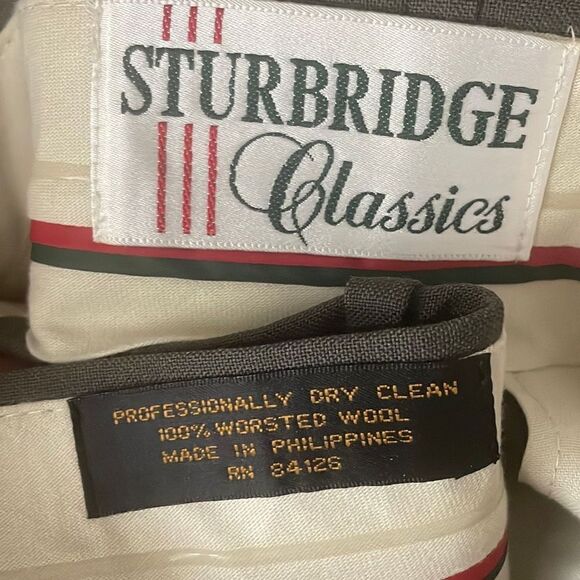 STURBRIDGE
Classics
PROFESSIONALLY DRY CLEAN
100% WORSTED WOOL
MADE IN PHILIPPINES
RN 84126